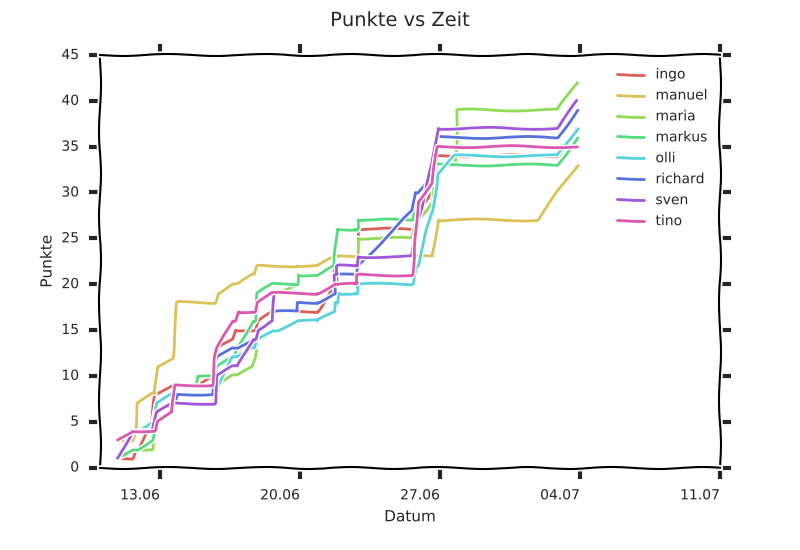 Punkte vs Zeit
45
40
35
30
25
20
15
10
5
0
Punkte
13.06
20.06
27.06
04.07
11.07
Datum
ingo
manuel
maria
markus
olli
richard
sven
tino